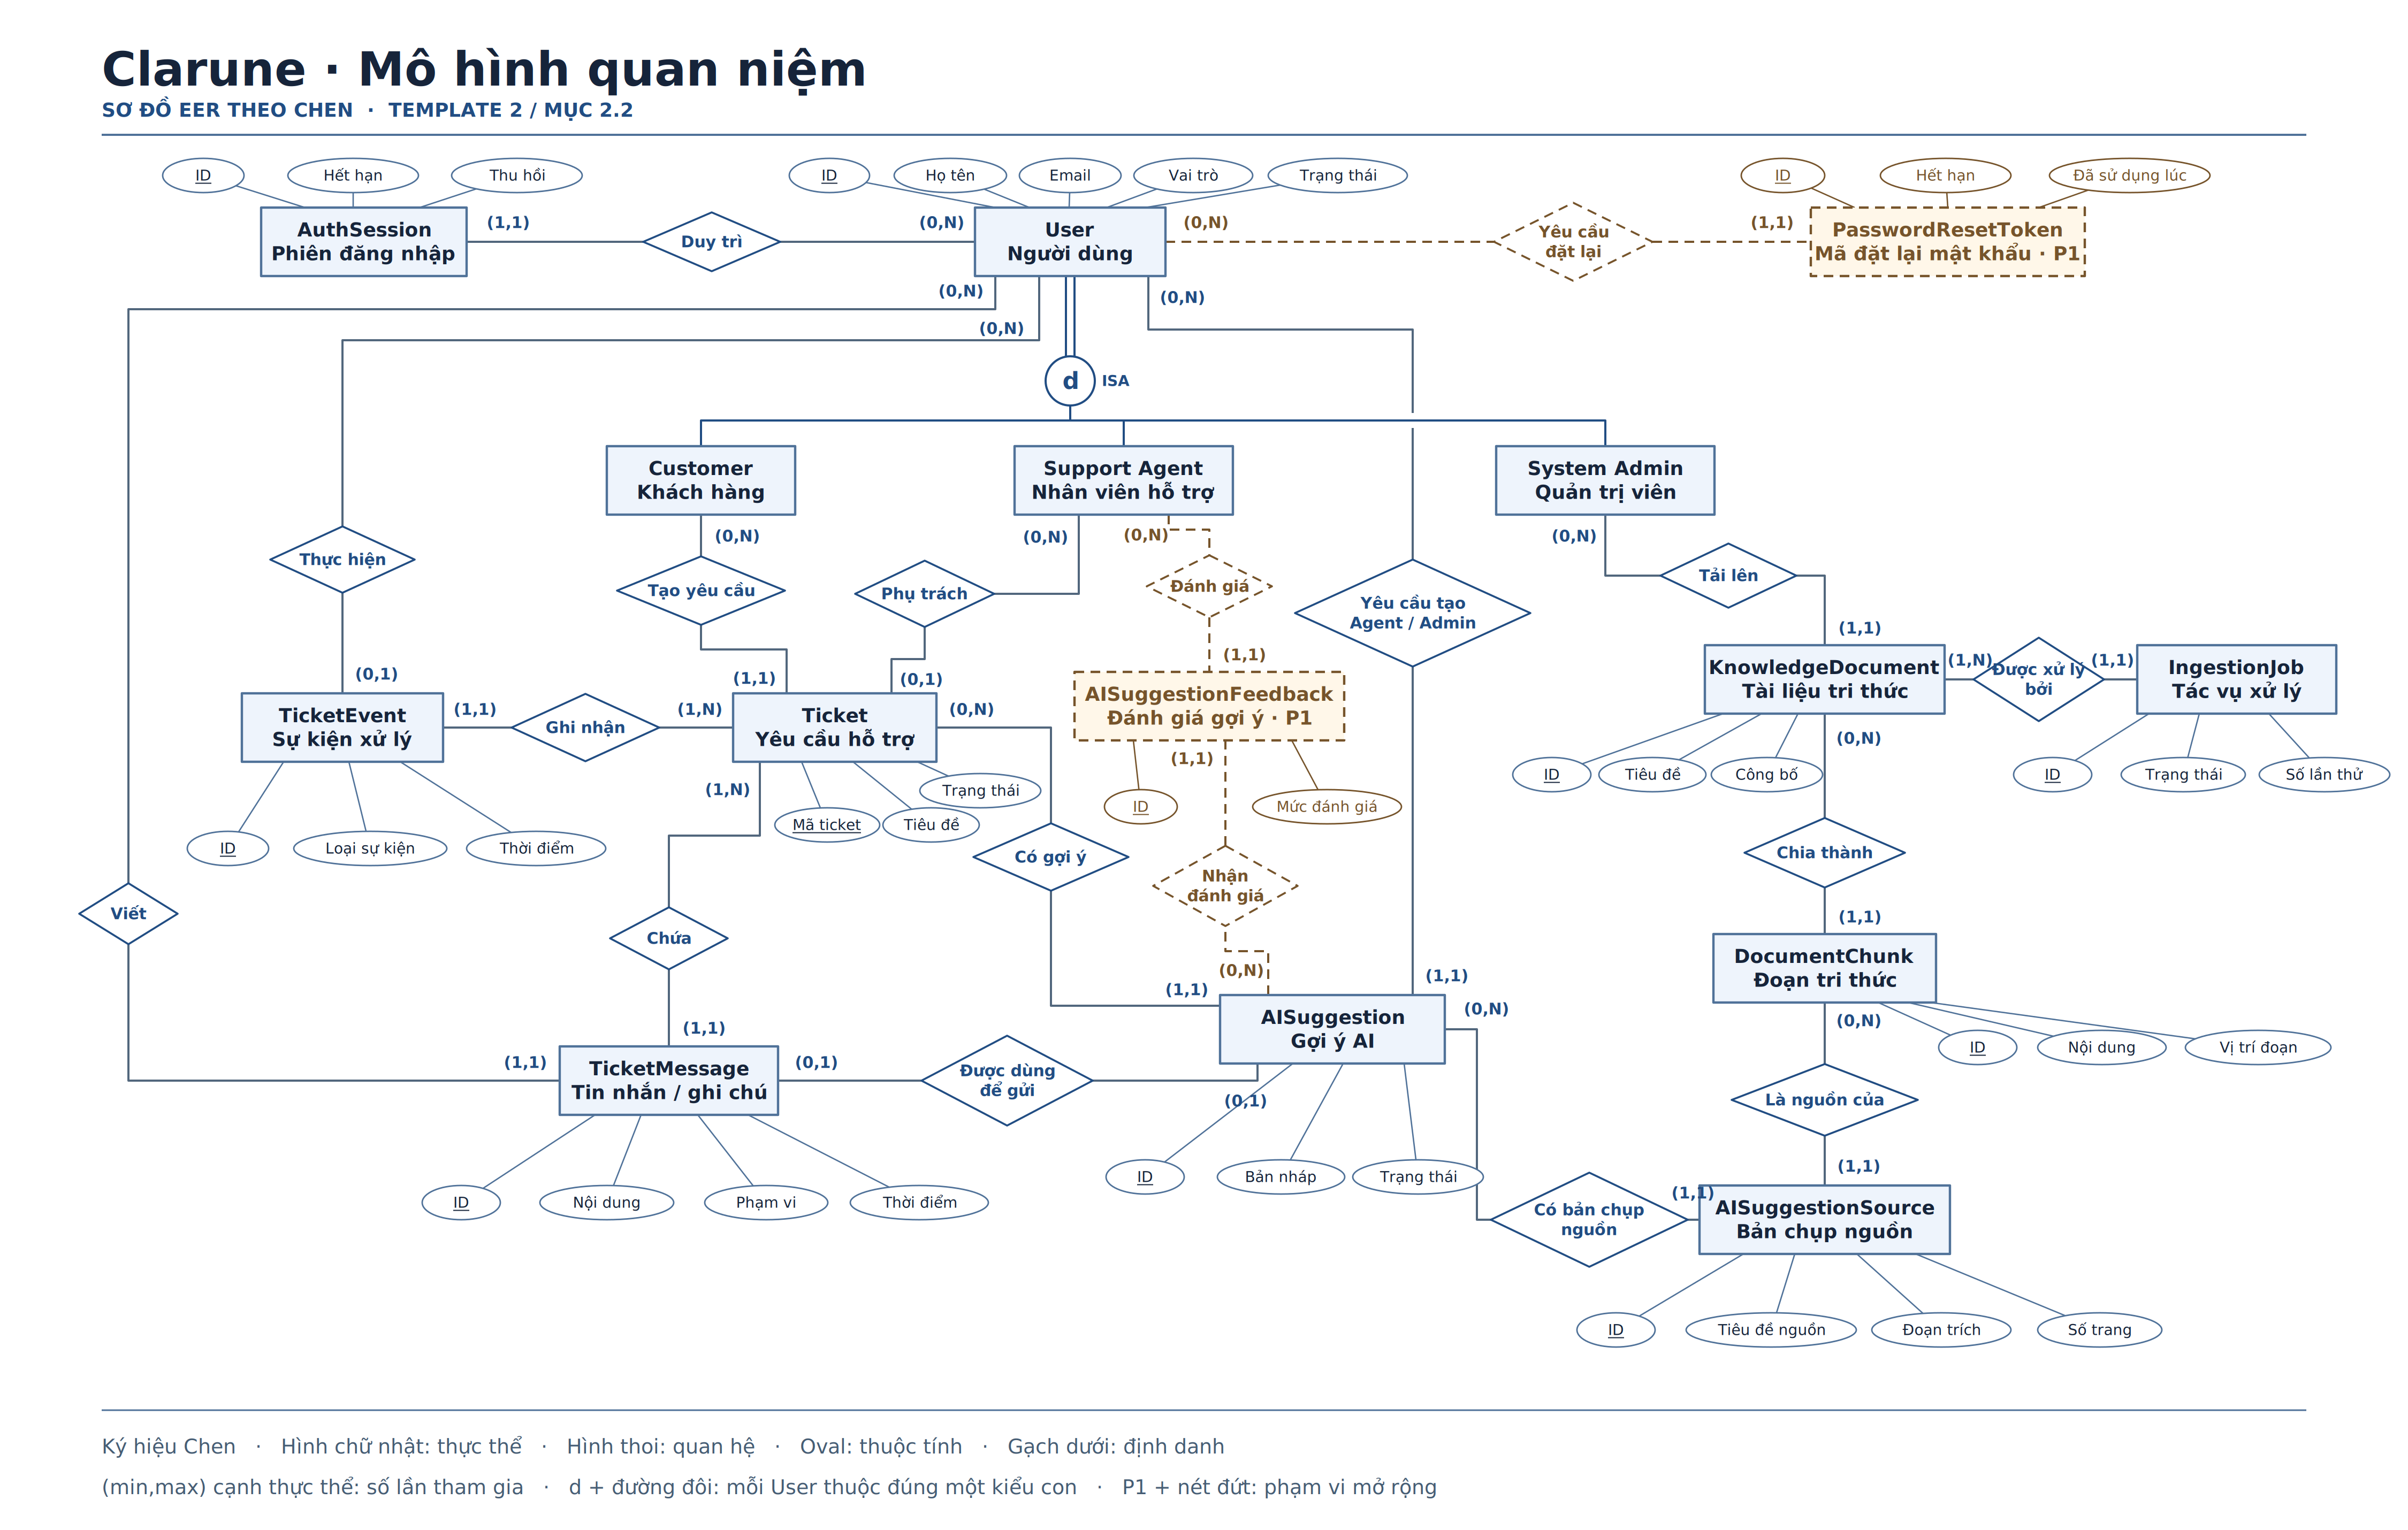 Clarune · Mô hình quan niệm
SƠ ĐỒ EER THEO CHEN · TEMPLATE 2 / MỤC 2.2
ID
Hết hạn
Thu hồi
ID
Họ tên
Email
Vai trò
Trạng thái
ID
Hết hạn
Đã sử dụng lúc
AuthSession
Phiên đăng nhập
(1,1)
Duy trì
(0,N)
User
Người dùng
(0,N)
Yêu cầu
đặt lại
(1,1)
PasswordResetToken
Mã đặt lại mật khẩu · P1
(0,N)
(0,N)
(0,N)
d
ISA
Customer
Khách hàng
Support Agent
Nhân viên hỗ trợ
System Admin
Quản trị viên
(0,N)
(0,N)
(0,N)
(0,N)
Thực hiện
Tạo yêu cầu
Phụ trách
Đánh giá
Yêu cầu tạo
Agent / Admin
Tải lên
(0,1)
(1,1)
(0,1)
(1,1)
(1,1)
TicketEvent
Sự kiện xử lý
(1,1)
Ghi nhận
(1,N)
Ticket
Yêu cầu hỗ trợ
(0,N)
AISuggestionFeedback
Đánh giá gợi ý · P1
KnowledgeDocument
Tài liệu tri thức
(1,N)
Được xử lý
bởi
(1,1)
IngestionJob
Tác vụ xử lý
(1,N)
(1,1)
(0,N)
ID
Loại sự kiện
Thời điểm
Mã ticket
Tiêu đề
Trạng thái
ID
Mức đánh giá
ID
Tiêu đề
Công bố
ID
Trạng thái
Số lần thử
Viết
Chứa
Có gợi ý
Nhận
đánh giá
Chia thành
(1,1)
(0,N)
(1,1)
(1,1)
(0,N)
DocumentChunk
Đoạn tri thức
(0,N)
ID
Nội dung
Vị trí đoạn
(1,1)
(1,1)
TicketMessage
Tin nhắn / ghi chú
(0,1)
Được dùng
để gửi
(0,1)
AISuggestion
Gợi ý AI
Là nguồn của
(1,1)
ID
Nội dung
Phạm vi
Thời điểm
ID
Bản nháp
Trạng thái
Có bản chụp
nguồn
(1,1)
AISuggestionSource
Bản chụp nguồn
ID
Tiêu đề nguồn
Đoạn trích
Số trang
Ký hiệu Chen · Hình chữ nhật: thực thể · Hình thoi: quan hệ · Oval: thuộc tính · Gạch dưới: định danh
(min,max) cạnh thực thể: số lần tham gia · d + đường đôi: mỗi User thuộc đúng một kiểu con · P1 + nét đứt: phạm vi mở rộng